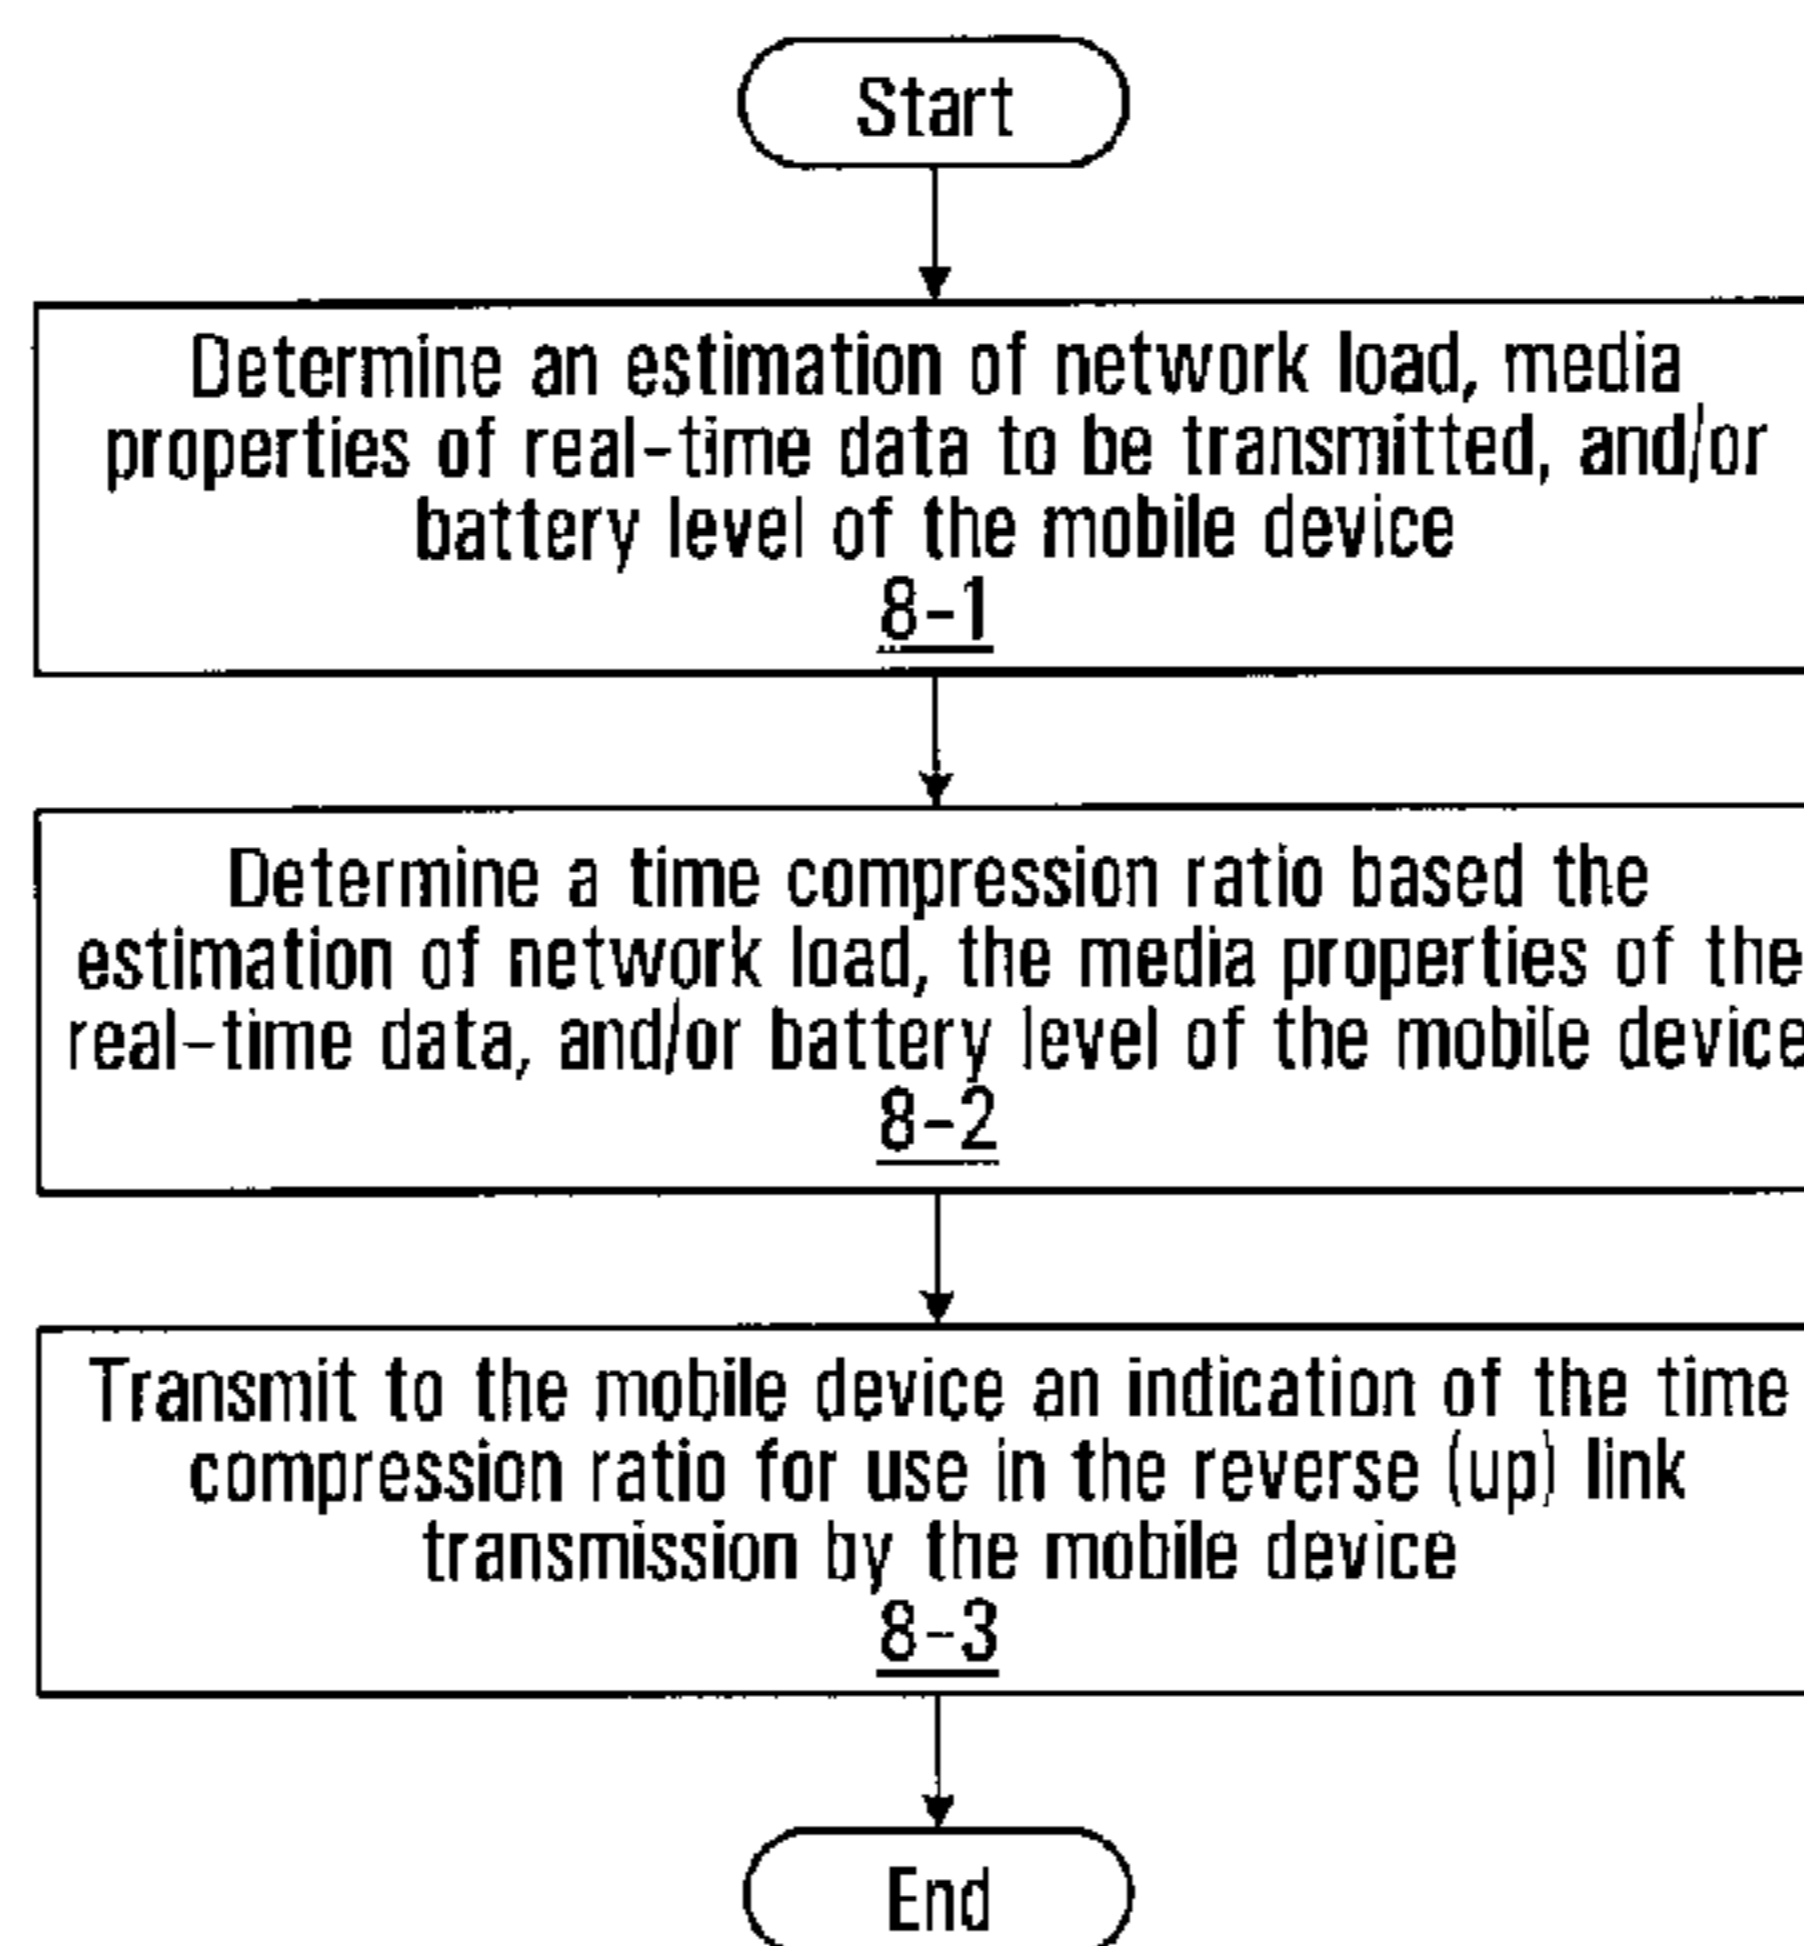 Start
Determine an estimation of network load, media
properties of real-time data to be transmitted, and/or
battery level of the mobile device
8-1
Determine a time compression ratio based the
estimation of network load, the media properties of the
real-time data, and/or battery level of the mobile device
8-2
Transmit to the mobile device an indication of the time
compression ratio for use in the reverse (up) link
transmission by the mobile device
8-3
End